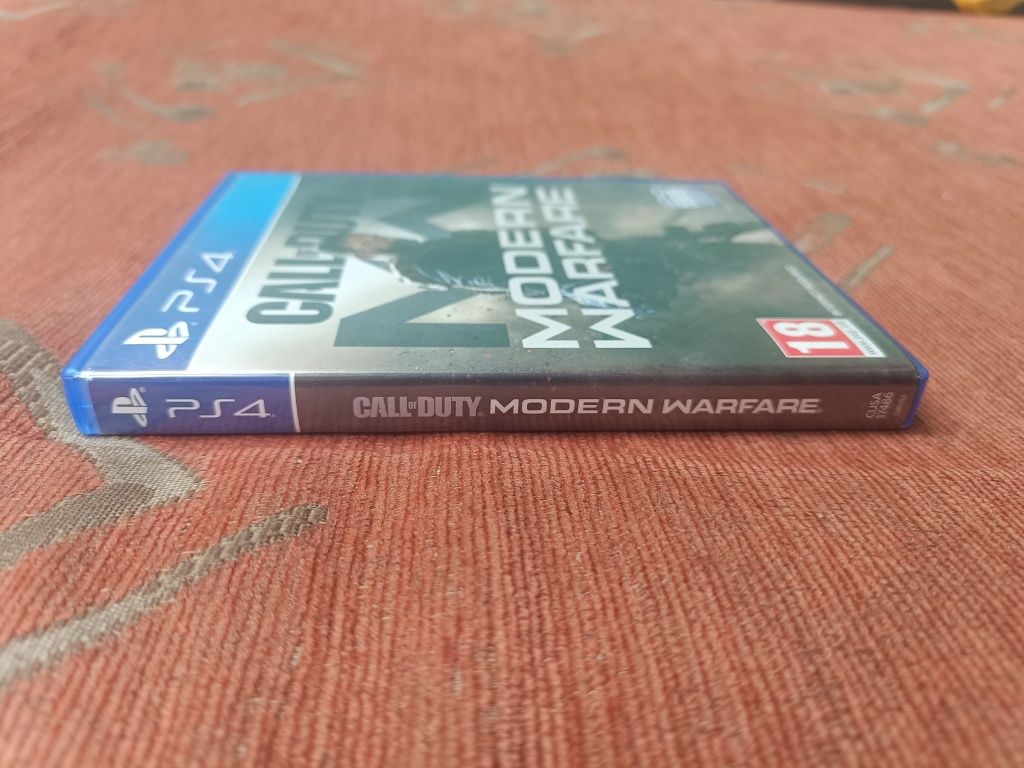 PS4
CALL OF DUTY
MODERN
WARFARE
18
PS4
CALL OF DUTY MODERN WARFARE
CUSA
17486